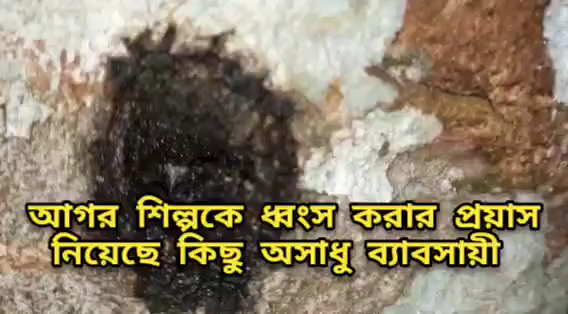 আগর শিল্পকে ধ্বংস করার প্রয়াস
নিয়েছে কিছু অসাধু ব্যাবসায়ী